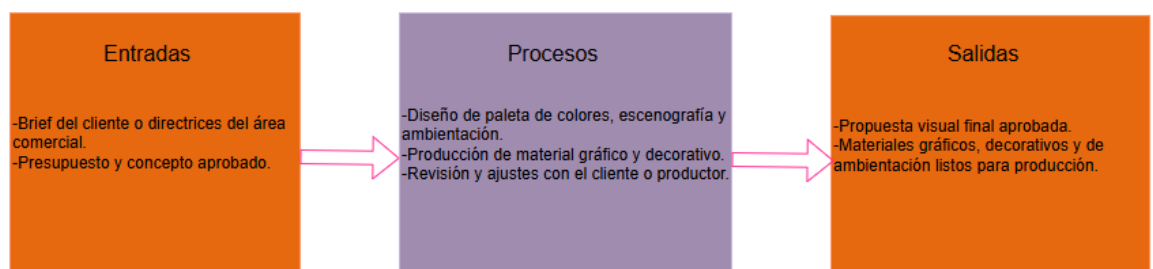 Entradas
-Brief del cliente o directrices del área
comercial.
-Presupuesto y concepto aprobado.
Procesos
-Diseño de paleta de colores, escenografía y
ambientación.
-Producción de material gráfico y decorativo.
-Revisión y ajustes con el cliente o productor.
Salidas
-Propuesta visual final aprobada.
-Materiales gráficos, decorativos y de
ambientación listos para producción.